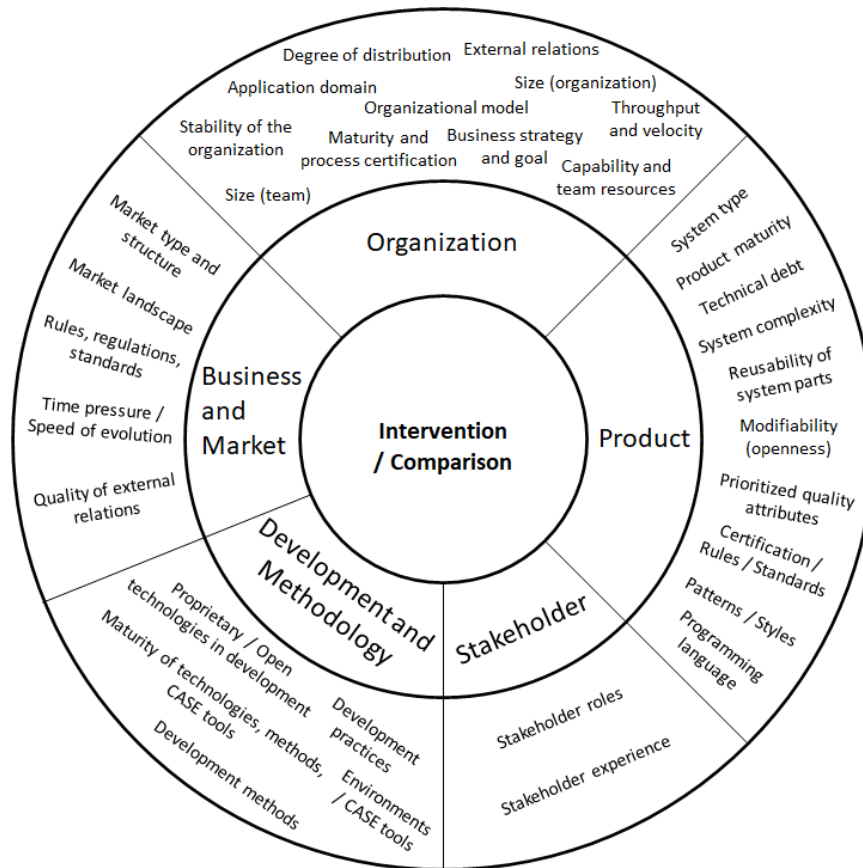 Degree of distribution
External relations
Application domain
Size (organization)
Organizational model
Throughput
and velocity
Stability of the
organization
Maturity and
process certification
Business strategy
and goal
Capability and
team resources
Size (team)
Organization
Market type and
structure
Market landscape
Rules, regulations,
standards
Time pressure /
Speed of evolution
Quality of external
relations
Business
and
Market
Intervention
/ Comparison
Product
System type
Product maturity
Technical debt
System complexity
Reusability of
system parts
Modifiability
(openness)
Prioritized quality
attributes
Certification /
Rules / Standards
Patterns / Styles
Programming
language
Development and
Methodology
Stakeholder
Proprietary / Open
technologies in development
Maturity of technologies, methods,
CASE tools
Development methods
Development
practices
Environments
/ CASE tools
Stakeholder roles
Stakeholder experience